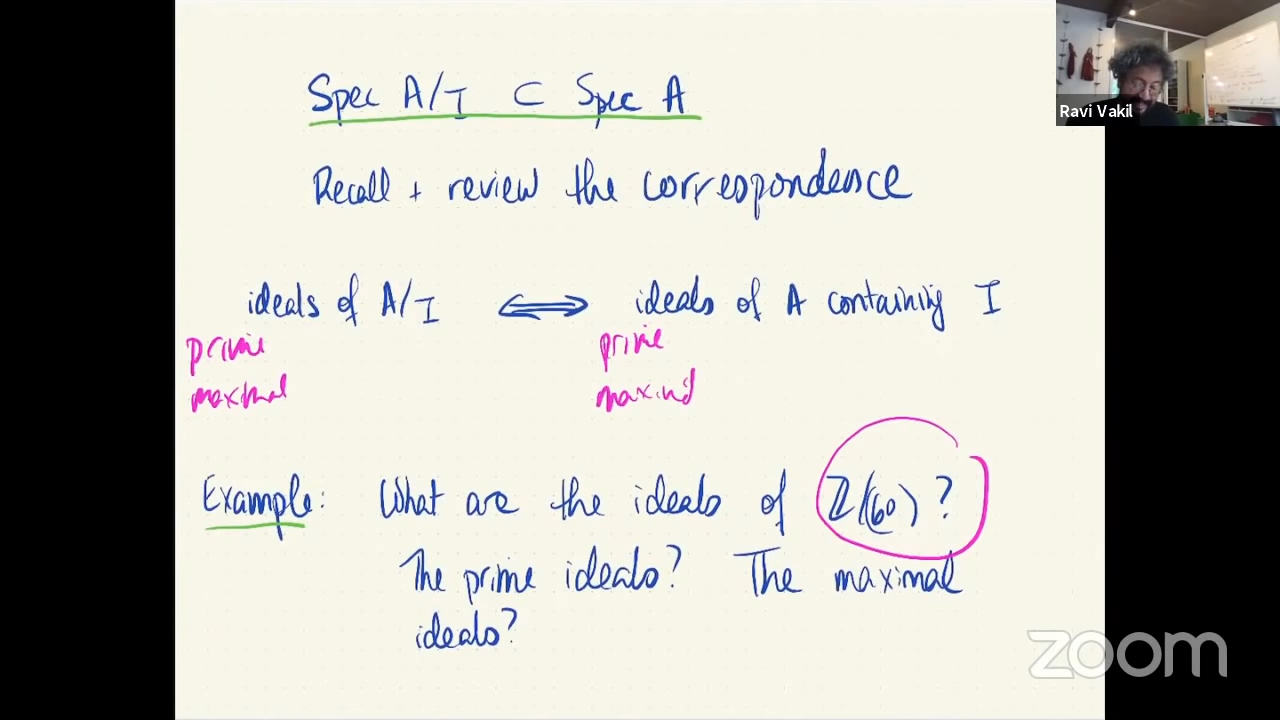 Spec A/I ⊂ Spec A
Ravi Vakil
Recall + review the correspondence
ideals of A/I ⟺ ideals of A containing I
prime prime
maximal maximal
Example: What are the ideals of ℤ/(60)?
The prime ideals? The maximal
ideals?
zoom